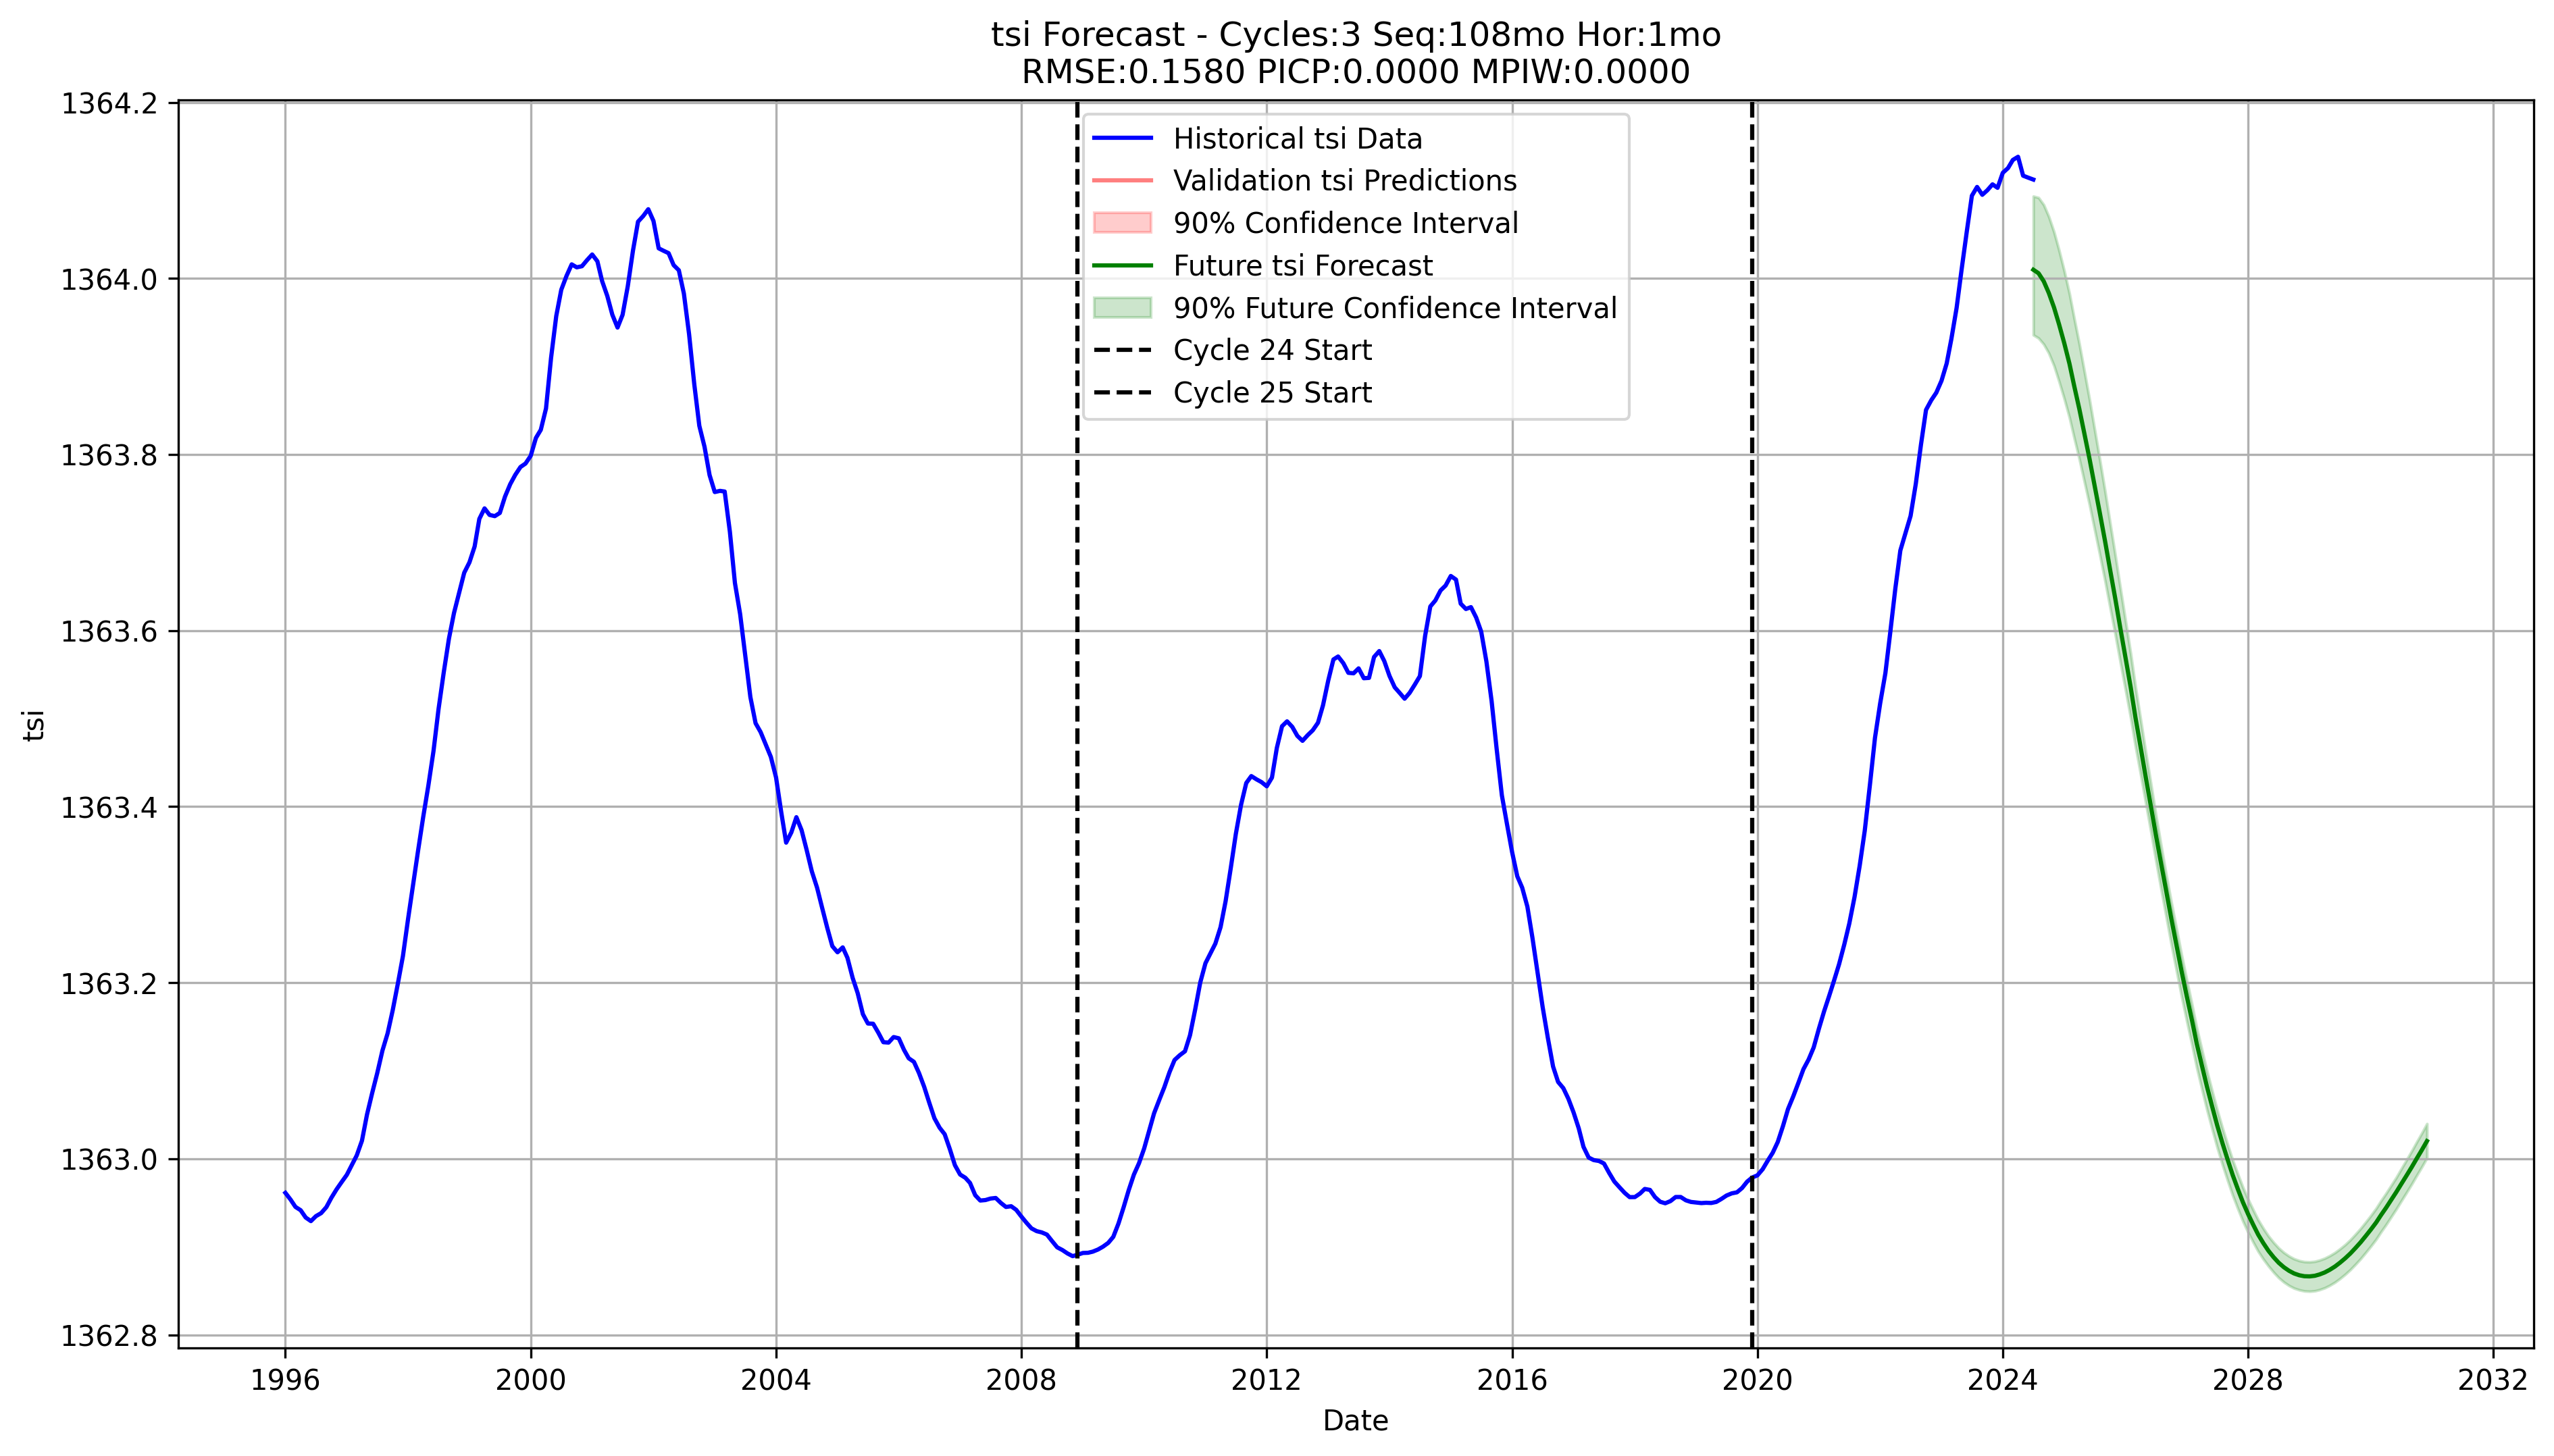 tsi Forecast - Cycles:3 Seq:108mo Hor:1mo
RMSE:0.1580 PICP:0.0000 MPIW:0.0000
1364.2
1364.0
1363.8
1363.6
1363.4
1363.2
1363.0
1362.8
tsi
Historical tsi Data
Validation tsi Predictions
90% Confidence Interval
Future tsi Forecast
90% Future Confidence Interval
Cycle 24 Start
Cycle 25 Start
1996 2000 2004 2008 2012 2016 2020 2024 2028 2032
Date